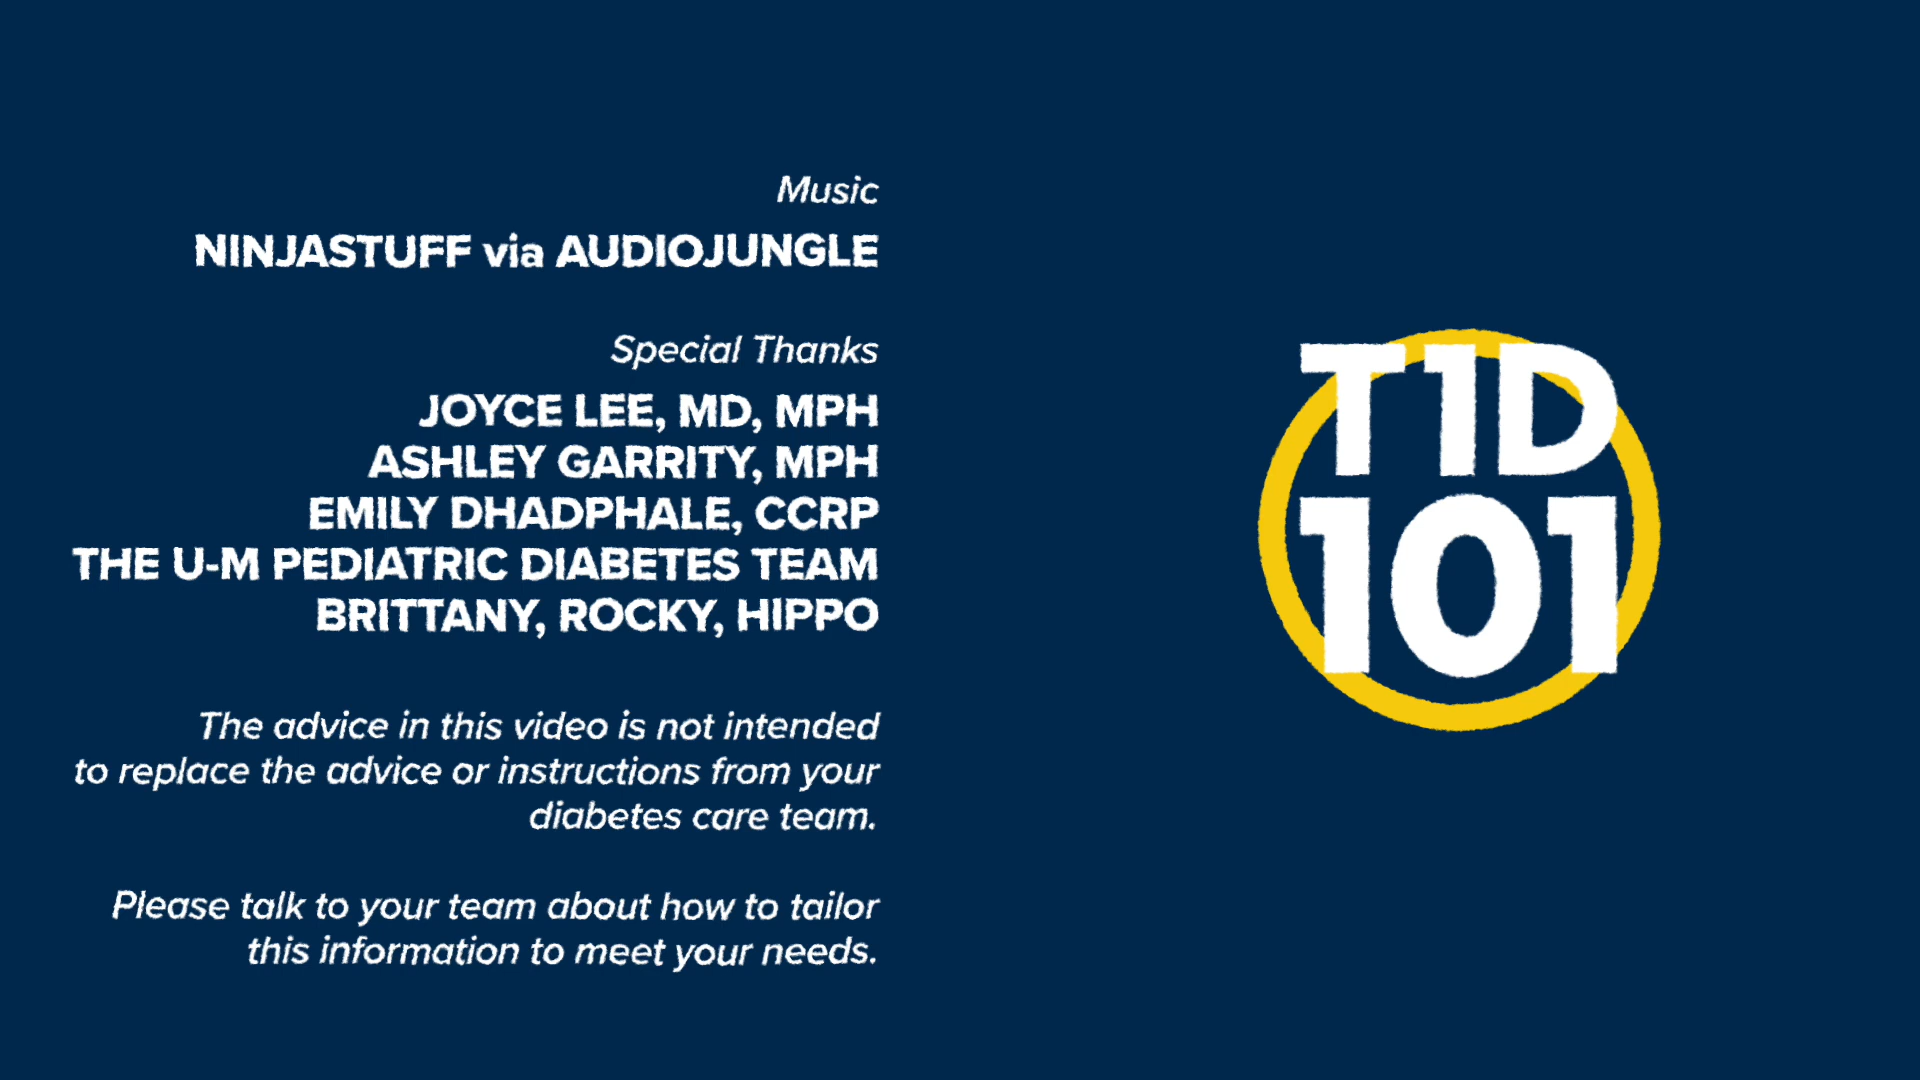 Music
NINJASTUFF via AUDIOJUNGLE
Special Thanks
JOYCE LEE, MD, MPH
ASHLEY GARRITY, MPH
EMILY DHADPHALE, CCRP
THE U-M PEDIATRIC DIABETES TEAM
BRITTANY, ROCKY, HIPPO
The advice in this video is not intended
to replace the advice or instructions from your
diabetes care team.
Please talk to your team about how to tailor
this information to meet your needs.
T1D
101